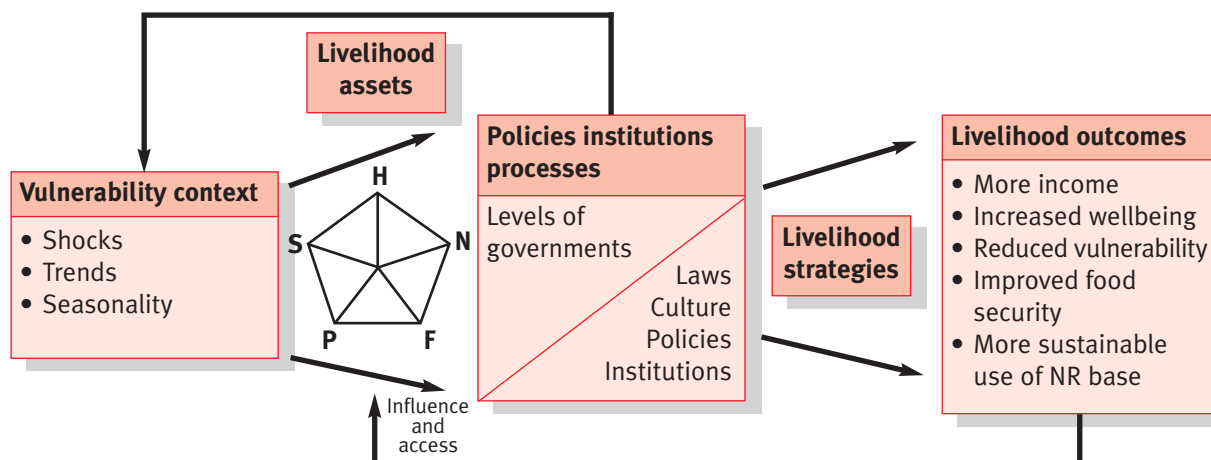 Livelihood
assets
Vulnerability context
• Shocks
• Trends
• Seasonality
H
S
N
P
F
Influence
and
access
Policies institutions
processes
Levels of
governments
Laws
Culture
Policies
Institutions
Livelihood
strategies
Livelihood outcomes
• More income
• Increased wellbeing
• Reduced vulnerability
• Improved food
security
• More sustainable
use of NR base